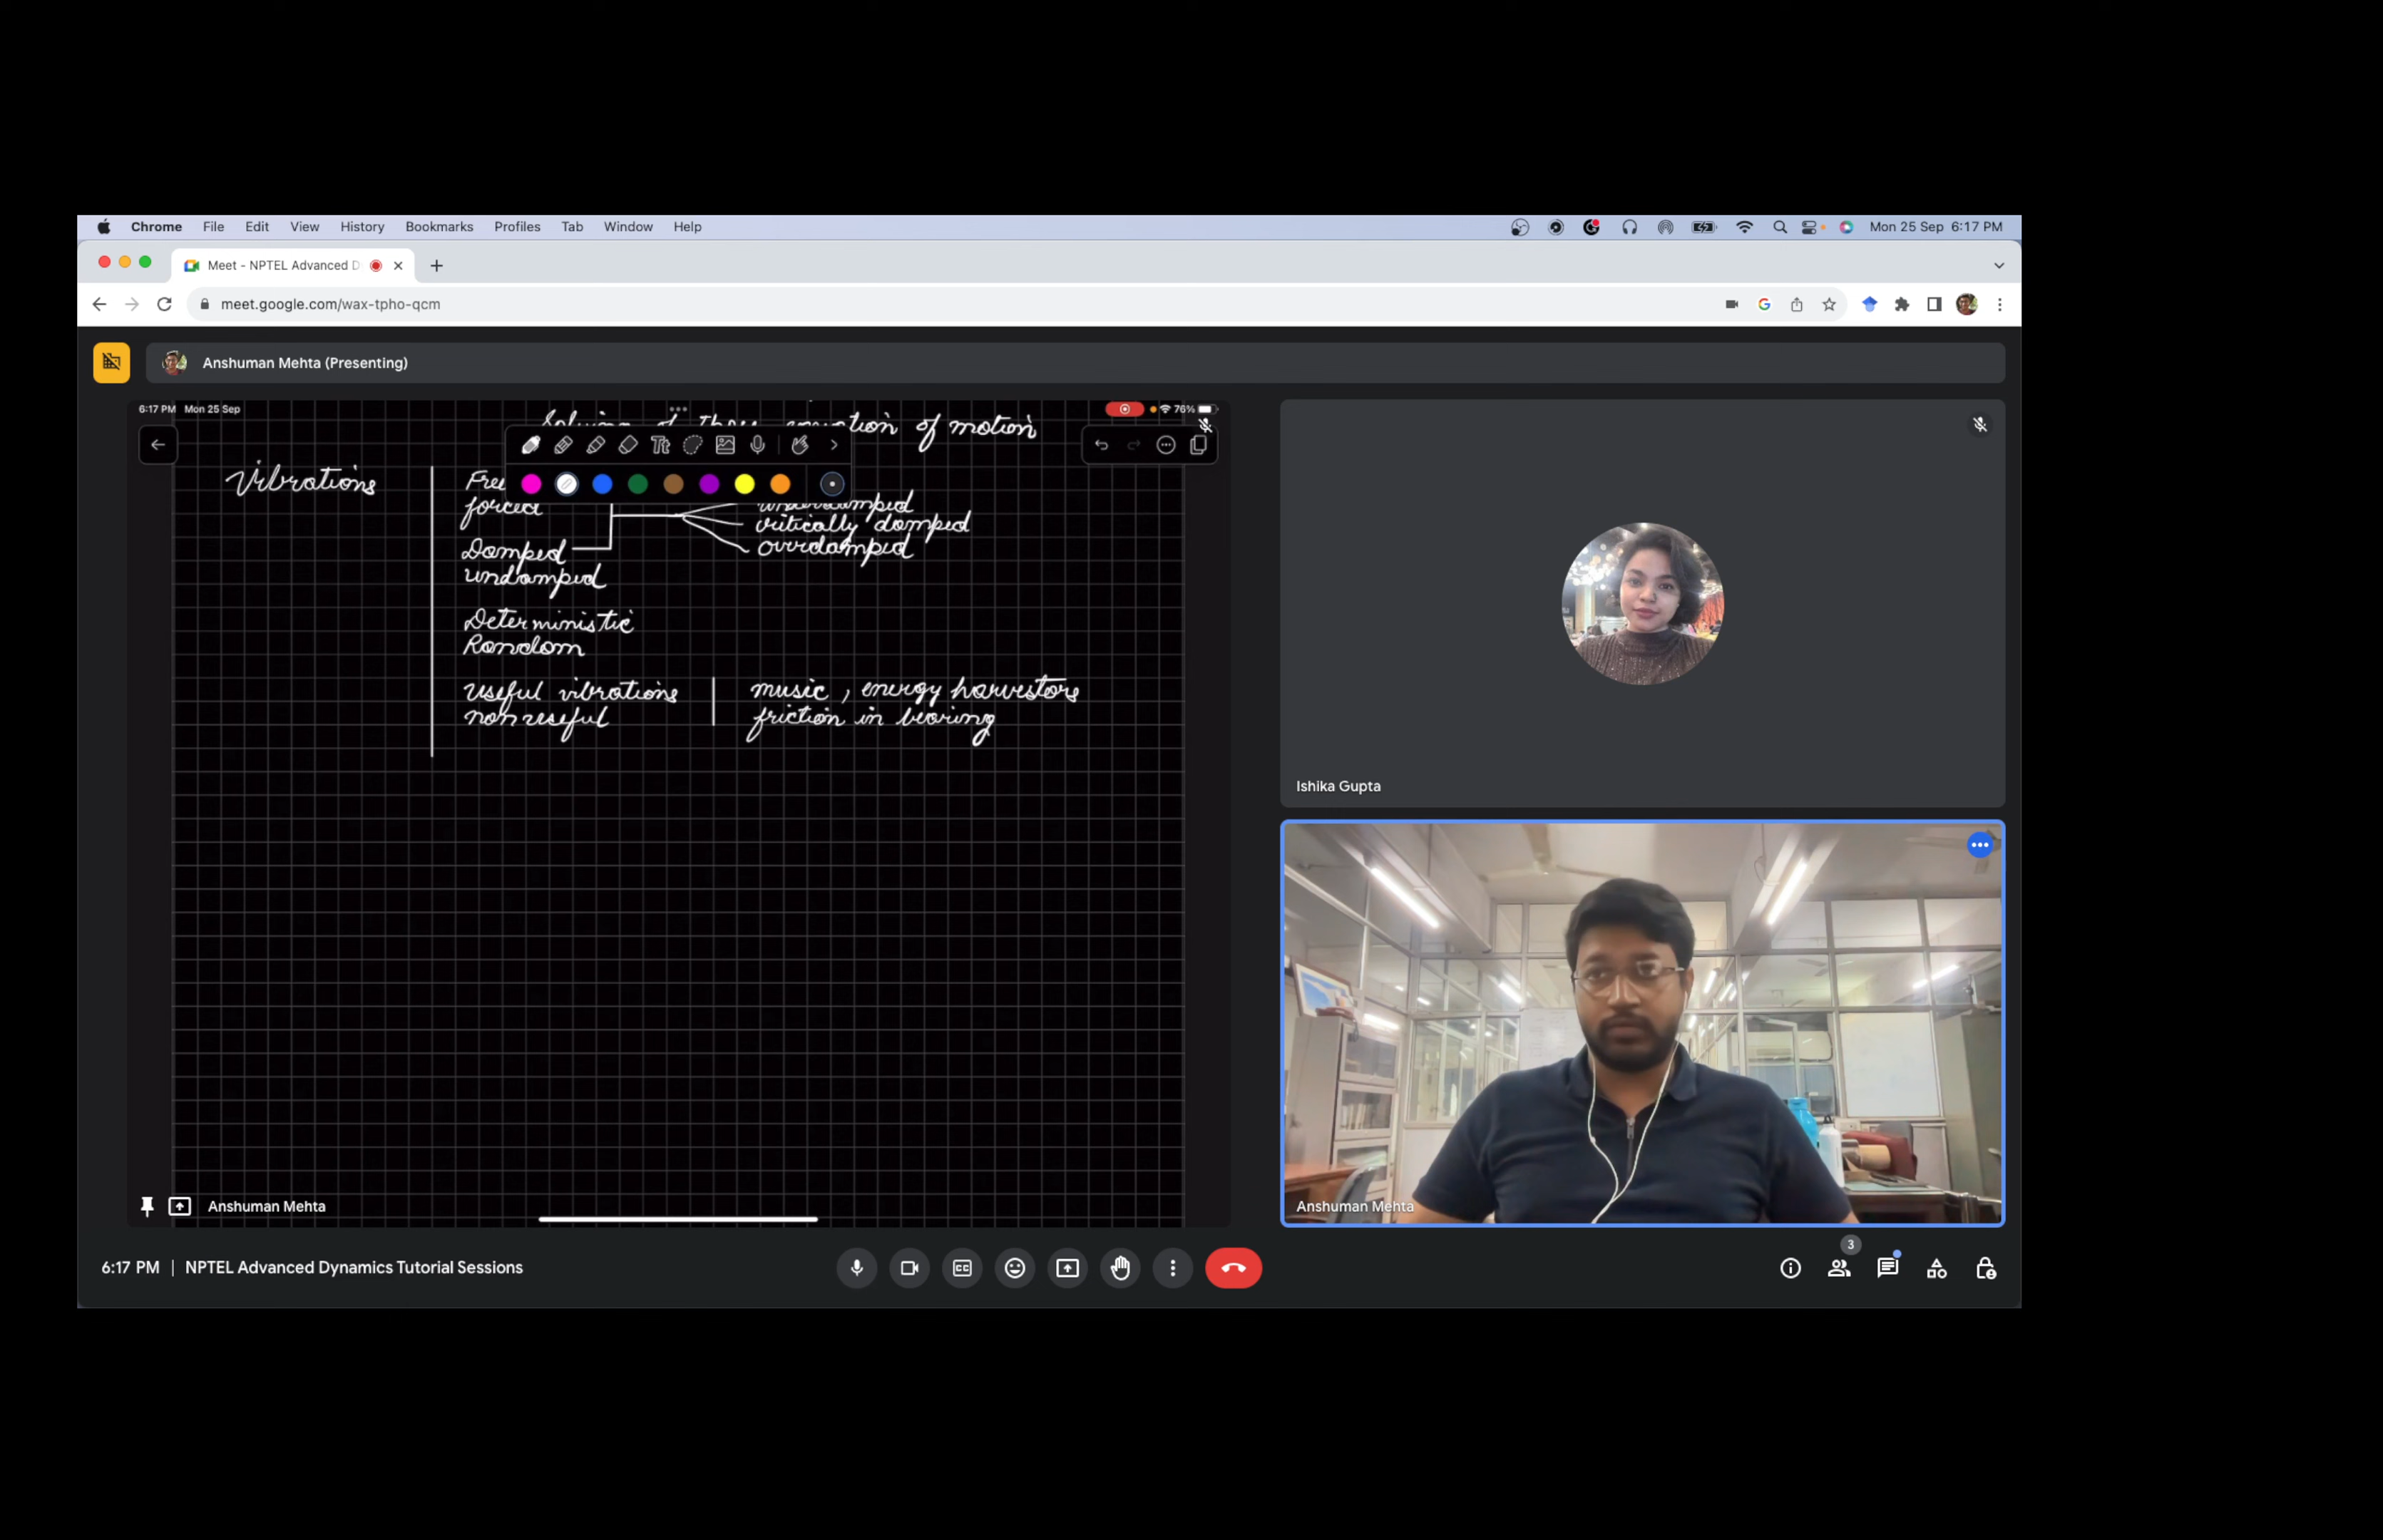 Chrome File Edit View History Bookmarks Profiles Tab Window Help Mon 25 Sep 6:17 PM
Meet - NPTEL Advanced D
meet.google.com/wax-tpho-qcm
Anshuman Mehta (Presenting)
6:17 PM Mon 25 Sep 76%
of motion
Vibrations
forced
critically damped
overdamped
Damped
undamped
Deterministic
Random
useful vibrations music, energy harvestors
non useful friction in bearing
Ishika Gupta
Anshuman Mehta
Anshuman Mehta
3
6:17 PM | NPTEL Advanced Dynamics Tutorial Sessions